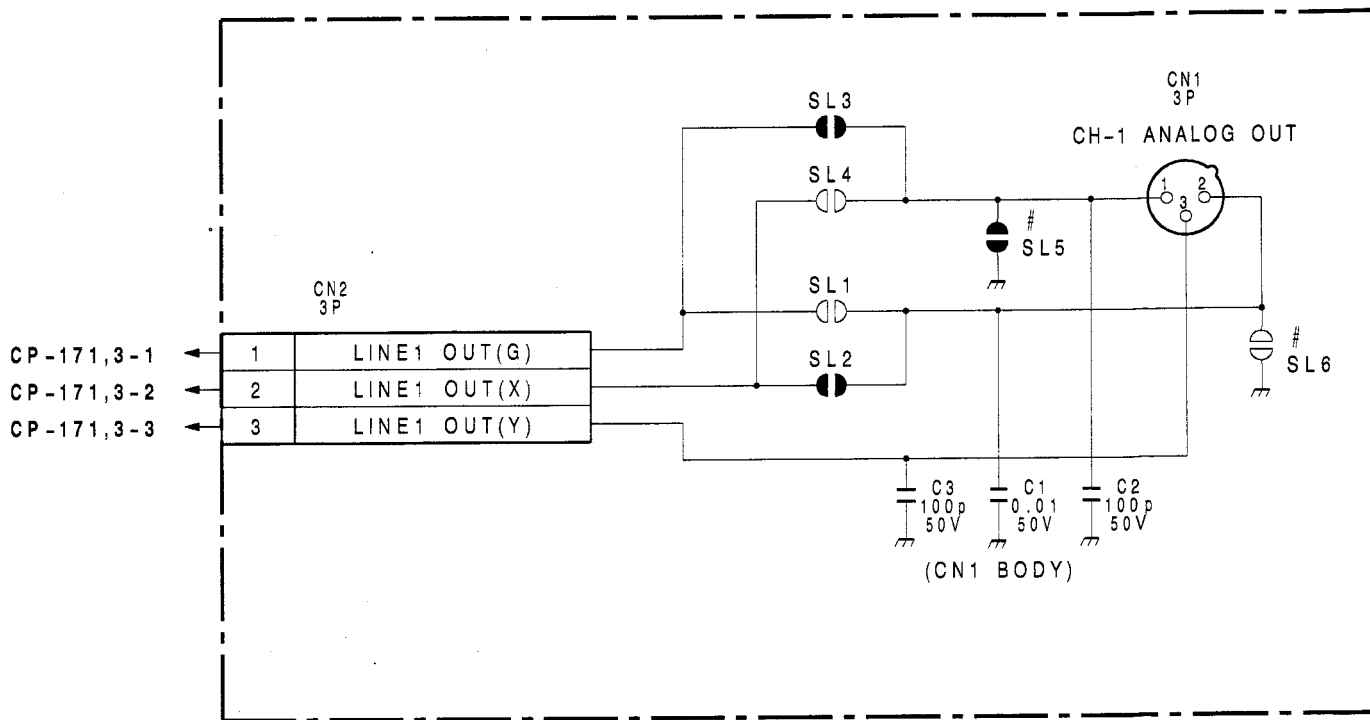 CN1
3P
CH-1 ANALOG OUT
1 2
3
SL3
SL4
#
SL5
SL1
SL2
#
SL6
CN2
3P
CP-171,3-1 1 LINE1 OUT(G)
CP-171,3-2 2 LINE1 OUT(X)
CP-171,3-3 3 LINE1 OUT(Y)
C3
100p
50V
C1
0.01
50V
C2
100p
50V
(CN1 BODY)